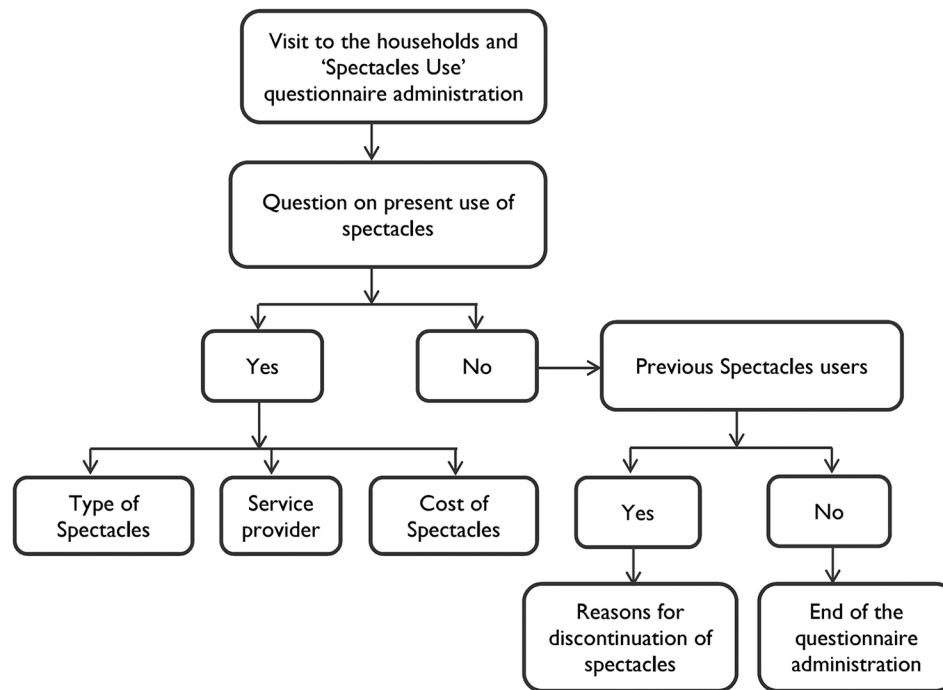 Visit to the households and
‘Spectacles Use’
questionnaire administration
Question on present use of
spectacles
Yes
No
Previous Spectacles users
Type of
Spectacles
Service
provider
Cost of
Spectacles
Yes
No
Reasons for
discontinuation of
spectacles
End of the
questionnaire
administration